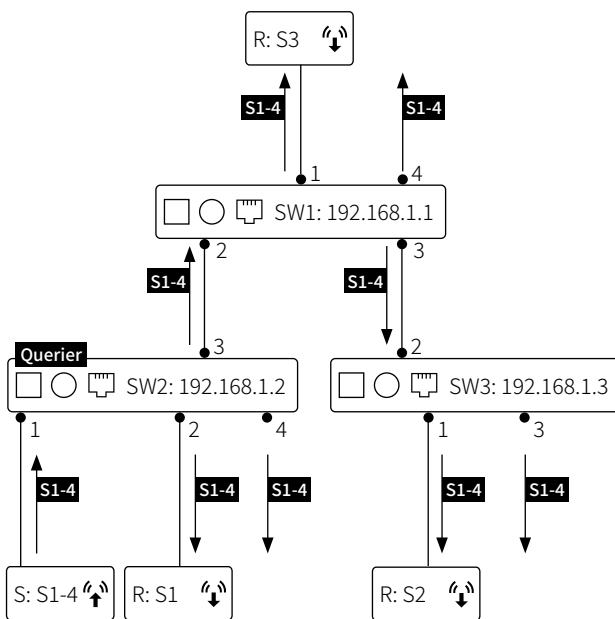 R: S3
S1-4
S1-4
1
4
SW1: 192.168.1.1
2
3
S1-4
S1-4
3
2
Querier
SW2: 192.168.1.2
SW3: 192.168.1.3
1
2
4
1
3
S1-4
S1-4
S1-4
S1-4
S1-4
S: S1-4
R: S1
R: S2